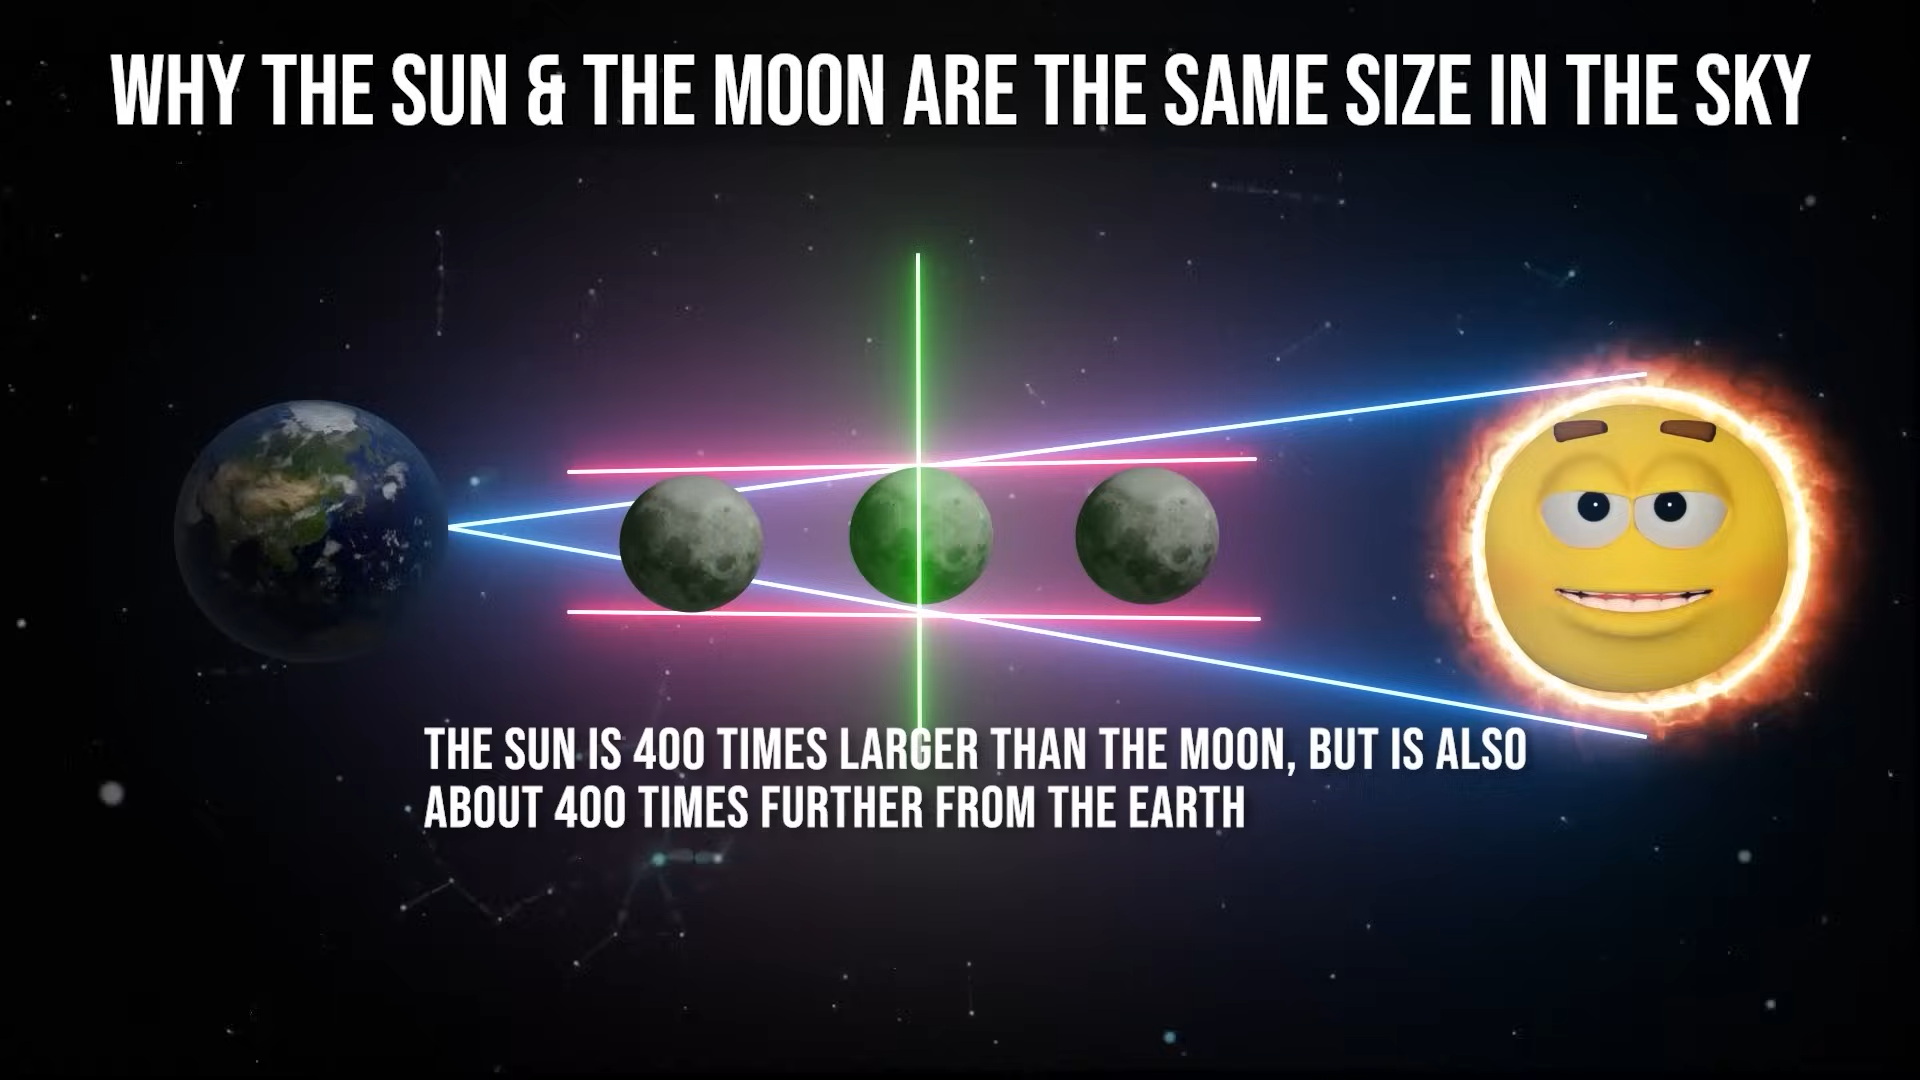 WHY THE SUN & THE MOON ARE THE SAME SIZE IN THE SKY
THE SUN IS 400 TIMES LARGER THAN THE MOON, BUT IS ALSO
ABOUT 400 TIMES FURTHER FROM THE EARTH